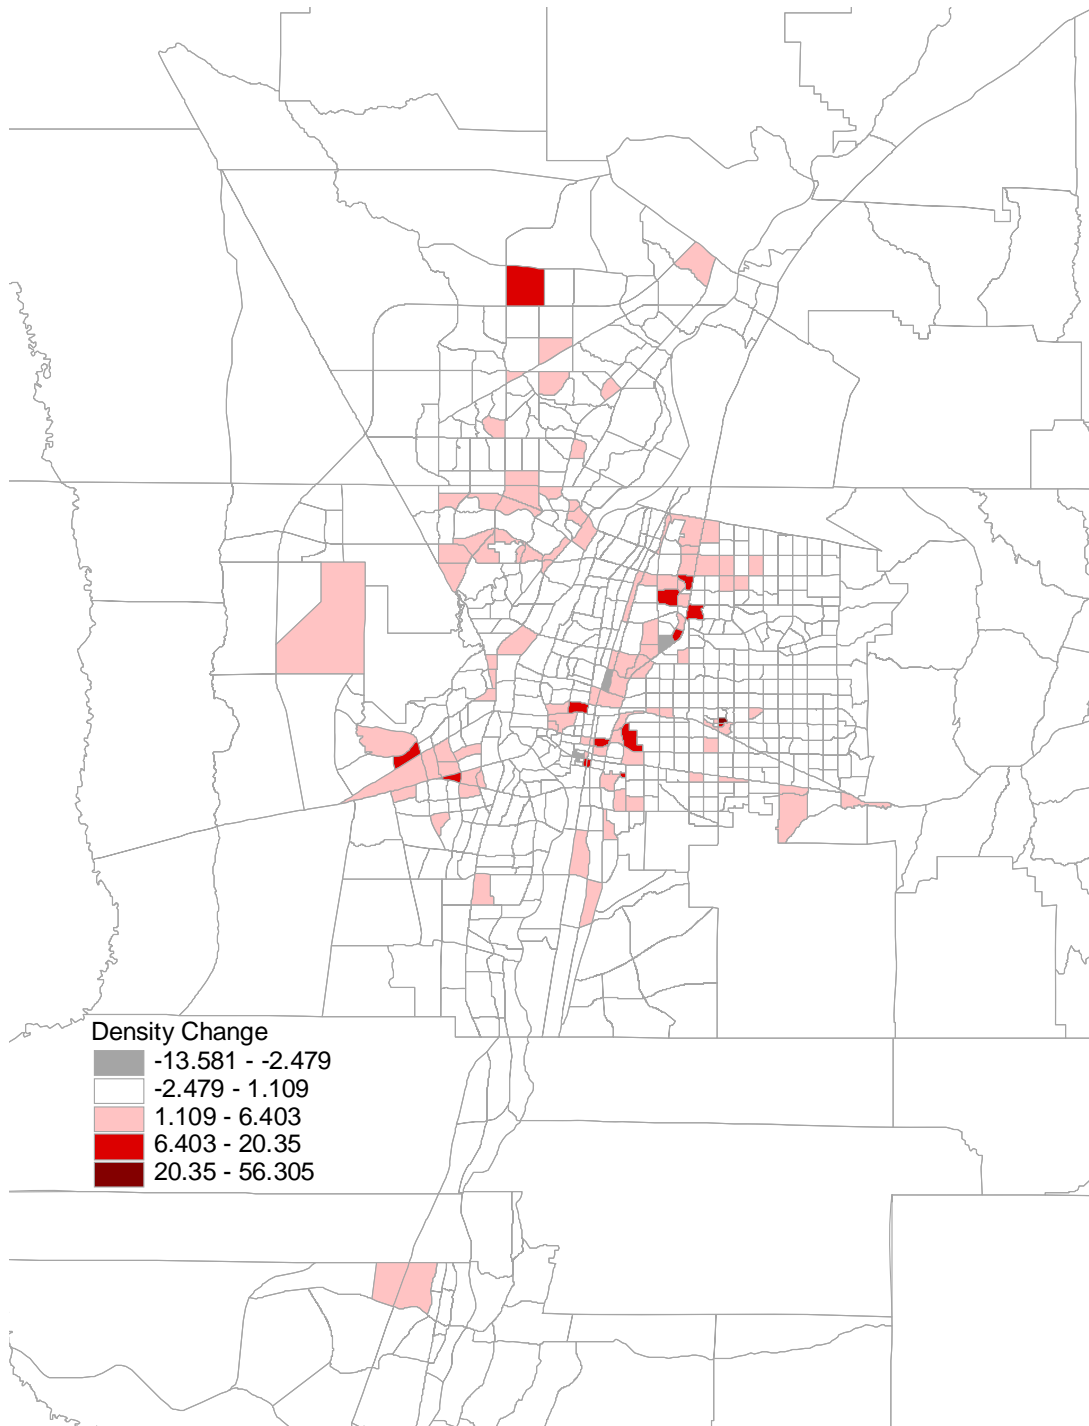 Density Change
-13.581 - -2.479
-2.479 - 1.109
1.109 - 6.403
6.403 - 20.35
20.35 - 56.305